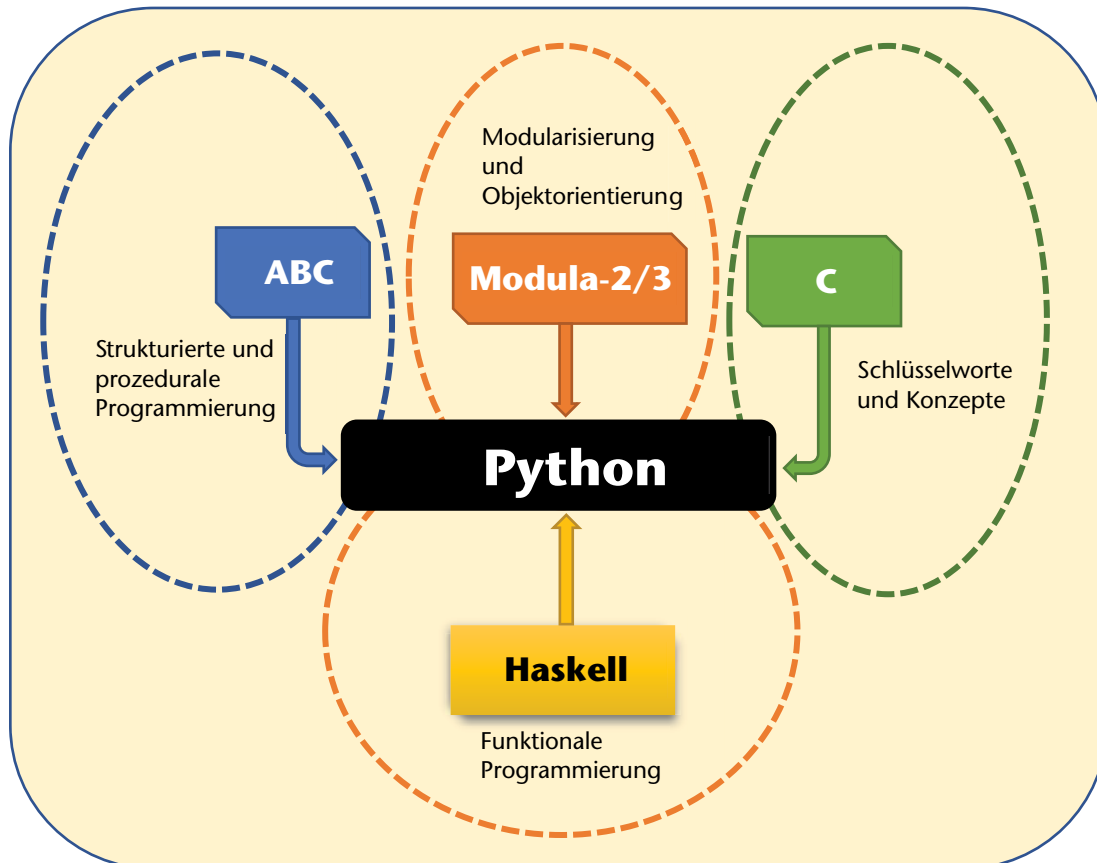 Modularisierung
und
Objektorientierung
ABC
Modula-2/3
C
Strukturierte und
prozedurale
Programmierung
Schlüsselworte
und Konzepte
Python
Haskell
Funktionale
Programmierung